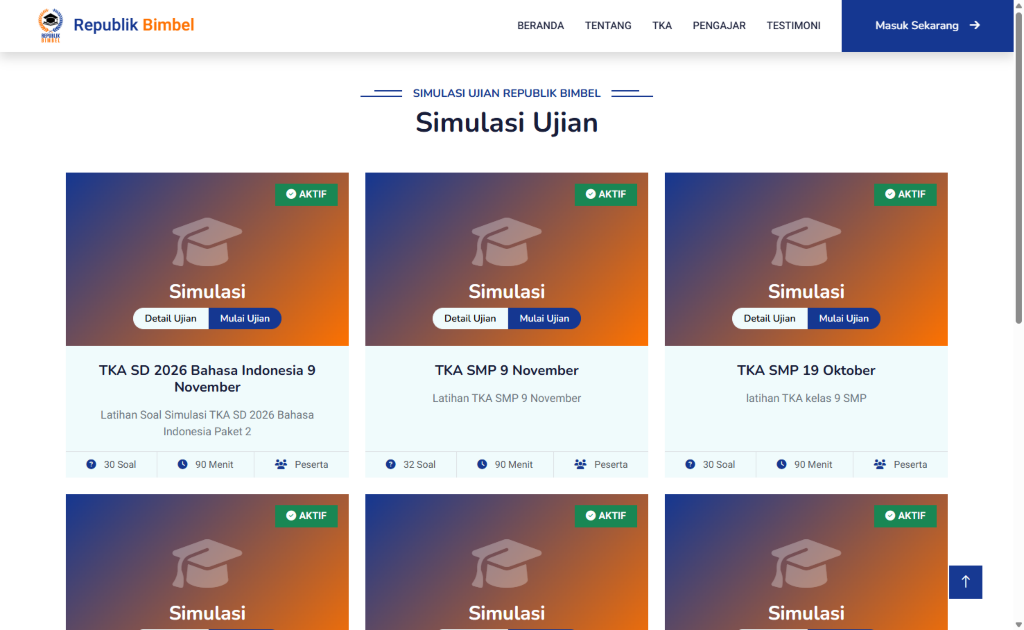 REPUBLIK
BIMBEL
Republik Bimbel
BERANDA
TENTANG
TKA
PENGAJAR
TESTIMONI
Masuk Sekarang
SIMULASI UJIAN REPUBLIK BIMBEL
Simulasi Ujian
AKTIF
Simulasi
Detail Ujian
Mulai Ujian
TKA SD 2026 Bahasa Indonesia 9
November
Latihan Soal Simulasi TKA SD 2026 Bahasa
Indonesia Paket 2
30 Soal
90 Menit
Peserta
AKTIF
Simulasi
Detail Ujian
Mulai Ujian
TKA SMP 9 November
Latihan TKA SMP 9 November
32 Soal
90 Menit
Peserta
AKTIF
Simulasi
Detail Ujian
Mulai Ujian
TKA SMP 19 Oktober
latihan TKA kelas 9 SMP
30 Soal
90 Menit
Peserta
AKTIF
Simulasi
AKTIF
Simulasi
AKTIF
Simulasi